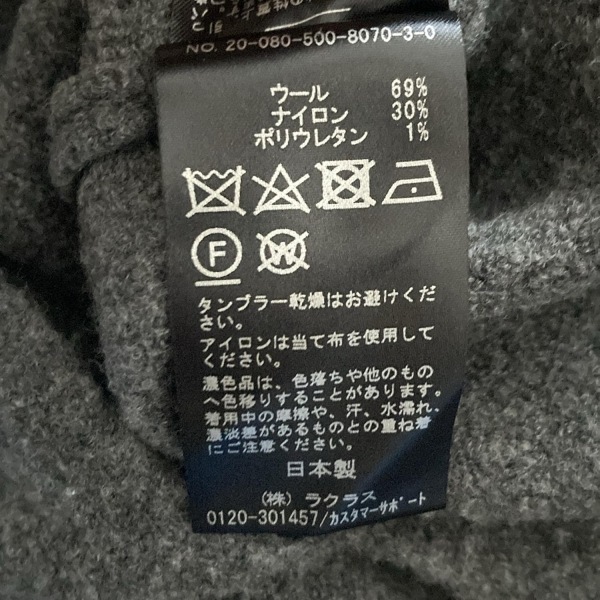 NO. 20-080-500-8070-3-0
ウール 69%
ナイロン 30%
ポリウレタン 1%
F
W
タンブラー乾燥はお避けくだ
さい。
アイロンは当て布を使用して
ください。
濃色品は、色落ちや他のもの
へ色移りすることがあります。
着用中の摩擦や、汗、水濡れ、
濃淡差があるものとの重ね着
にご注意ください。
日本製
(株) ラクラス
0120-301457/カスタマーサポート